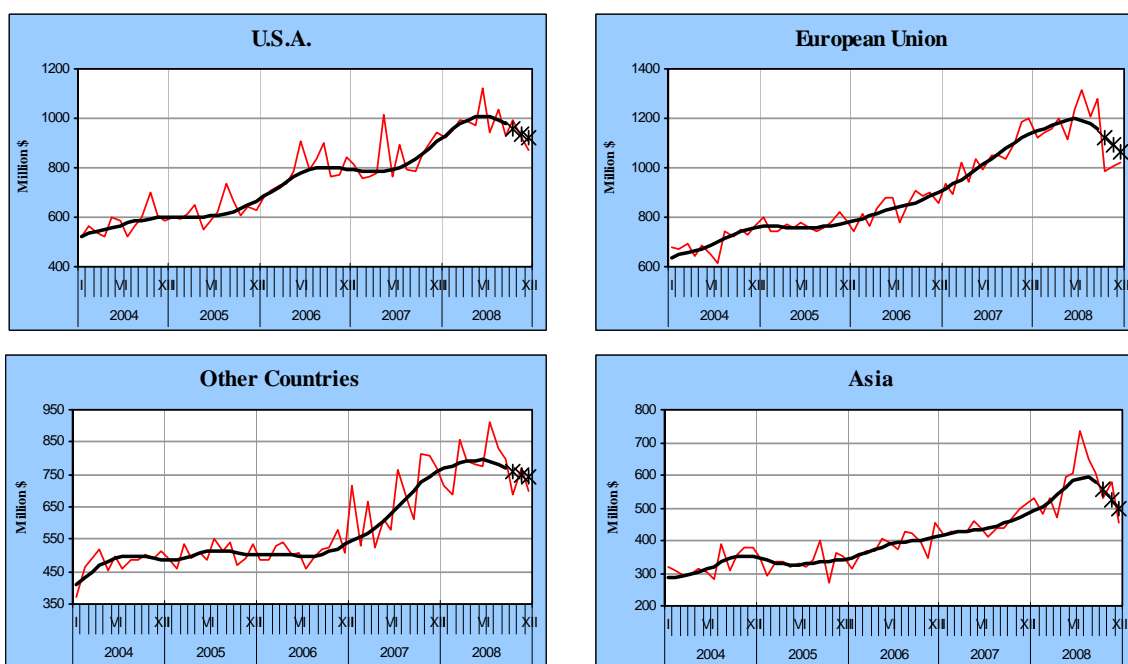 U.S.A.
1200
1000
800
600
400
Million $
I VI XII VI XII VI XII VI XII VI XII
2004 2005 2006 2007 2008
European Union
1400
1200
1000
800
600
Million $
I VI XII VI XII VI XII VI XII VI XII
2004 2005 2006 2007 2008
Other Countries
950
850
750
650
550
450
350
Million $
I VI XII VI XII VI XII VI XII VI XII
2004 2005 2006 2007 2008
Asia
800
700
600
500
400
300
200
Million $
I VI XII VI XII VI XII VI XII VI XII
2004 2005 2006 2007 2008